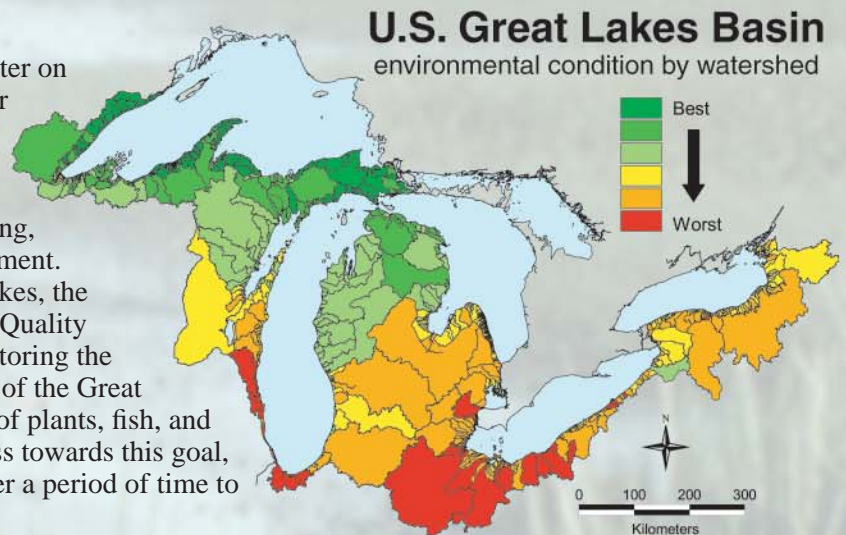 ter on
r
ng,
ment.
kes, the
Quality
toring the
of the Great
of plants, fish, and
ss towards this goal,
er a period of time to
U.S. Great Lakes Basin
environmental condition by watershed
Best
Worst
N
0 100 200 300
Kilometers